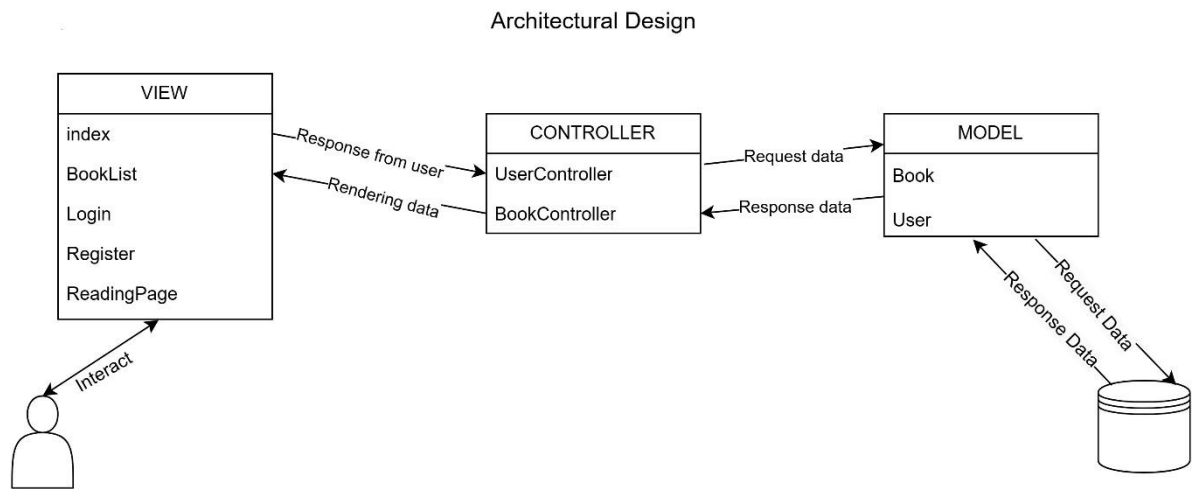 Architectural Design
VIEW
index
BookList
Login
Register
ReadingPage
Response from user
Rendering data
CONTROLLER
UserController
BookController
Request data
Response data
MODEL
Book
User
Request Data
Response Data
Interact